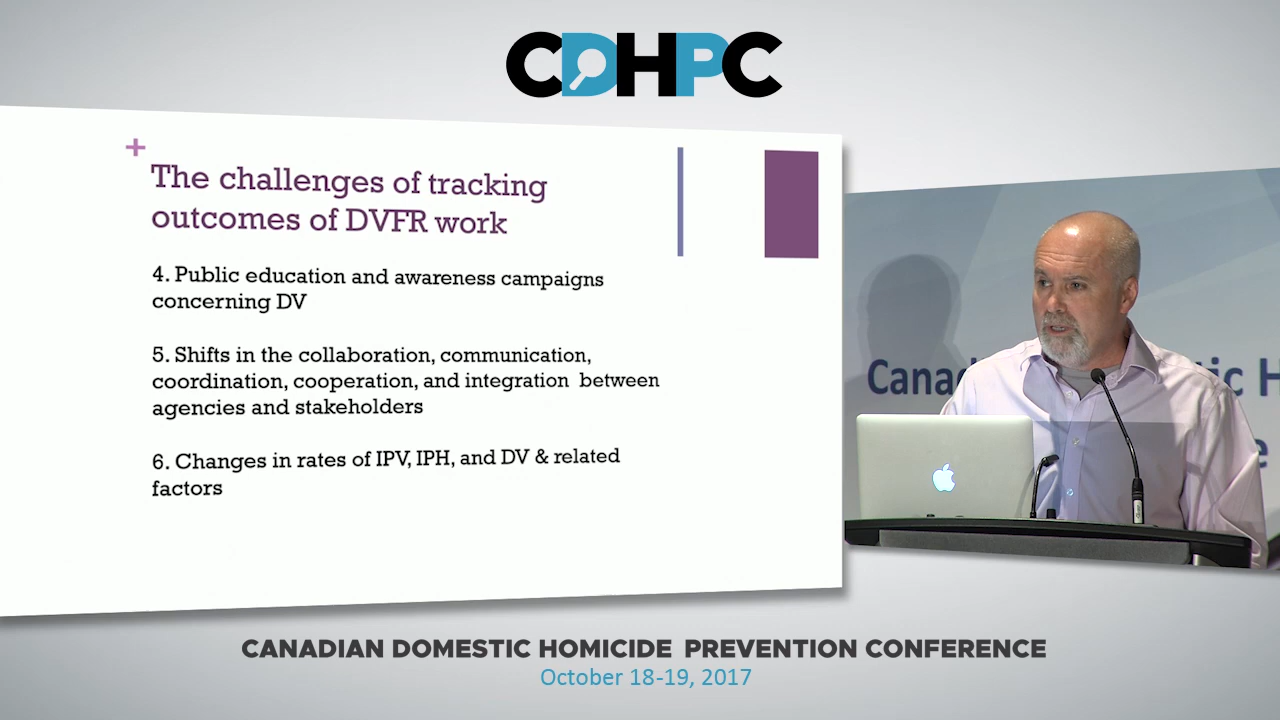 CDHPC
+
The challenges of tracking
outcomes of DVFR work
4. Public education and awareness campaigns
concerning DV
5. Shifts in the collaboration, communication,
coordination, cooperation, and integration between
agencies and stakeholders
6. Changes in rates of IPV, IPH, and DV & related
factors
Canad ic H
e
CANADIAN DOMESTIC HOMICIDE PREVENTION CONFERENCE
October 18-19, 2017